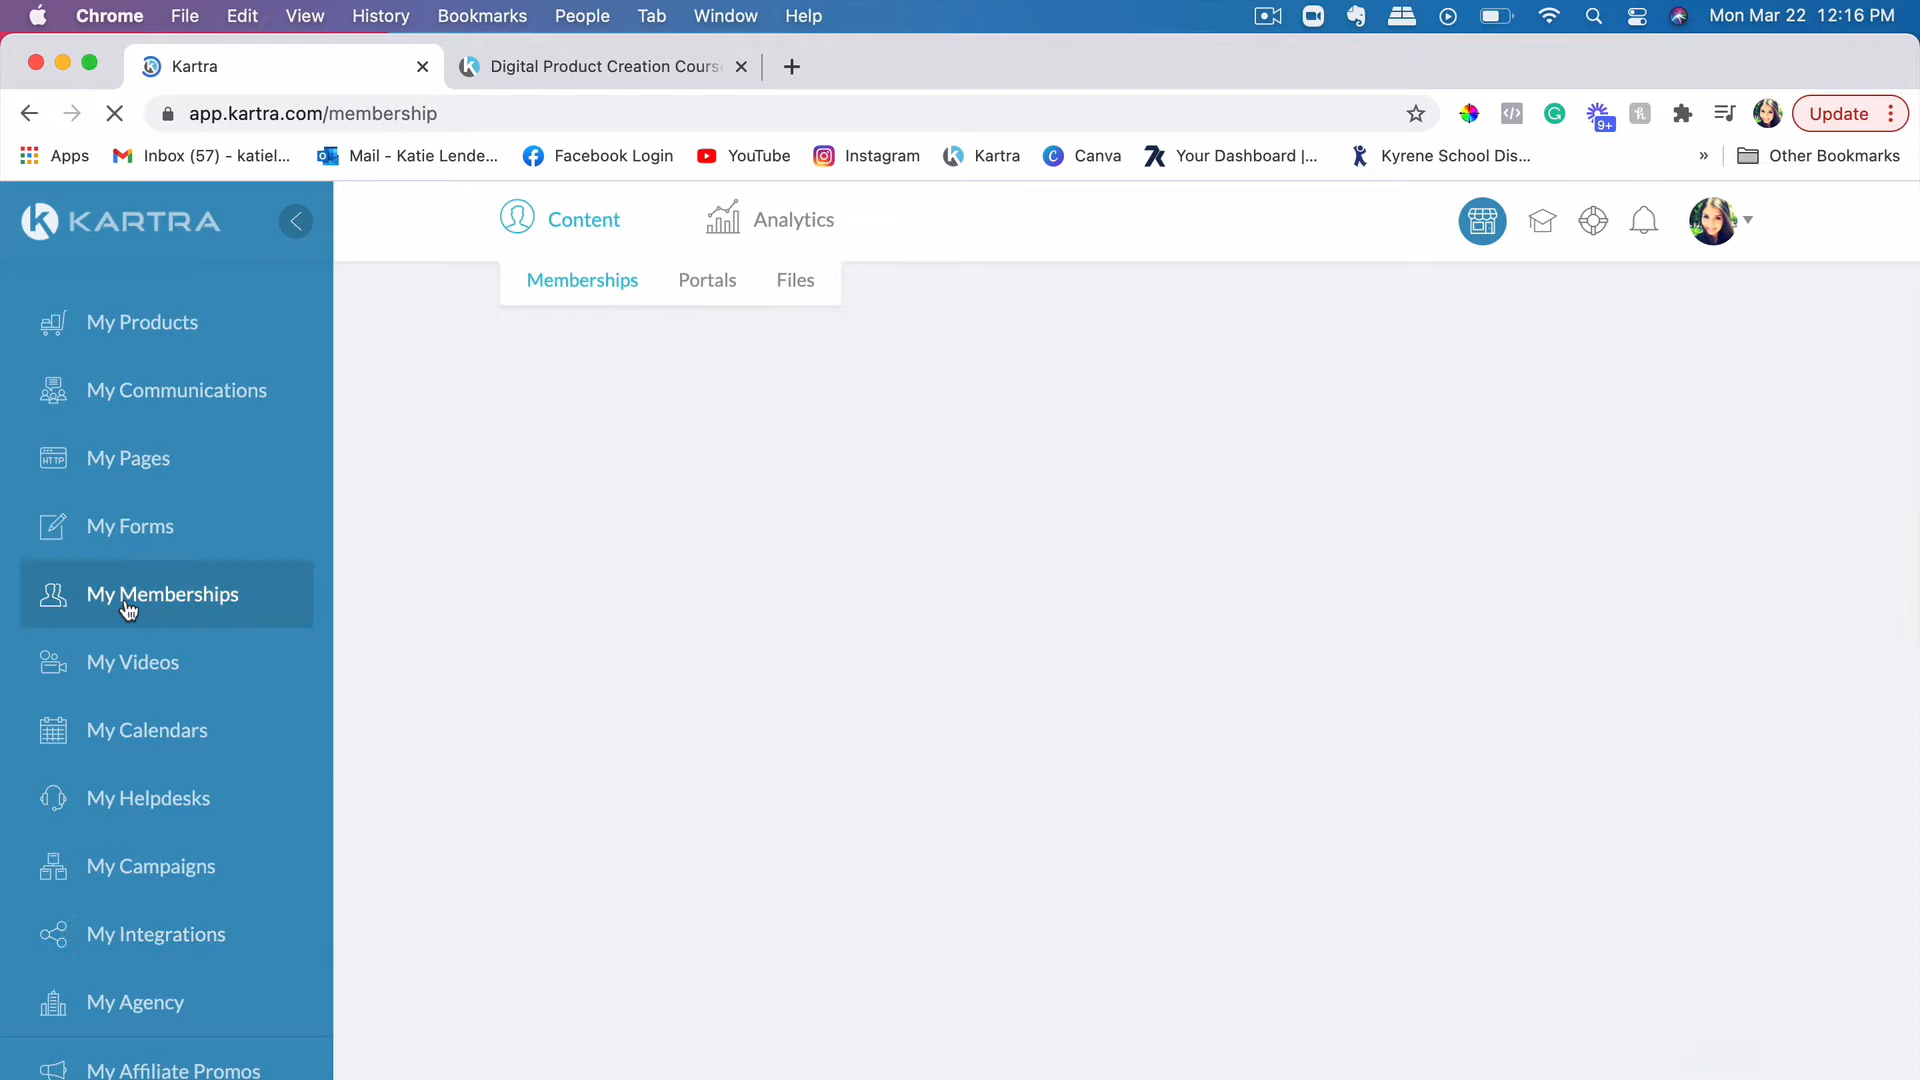 Chrome File Edit View History Bookmarks People Tab Window Help Mon Mar 22 12:16 PM
Kartra Digital Product Creation Cours
app.kartra.com/membership 9+ Update
Apps Inbox (57) - katiel... Mail - Katie Lende... Facebook Login YouTube Instagram Kartra Canva Your Dashboard |... Kyrene School Dis... » Other Bookmarks
KARTRA Content Analytics
Memberships Portals Files
My Products
My Communications
HTTP My Pages
My Forms
My Memberships
My Videos
My Calendars
My Helpdesks
My Campaigns
My Integrations
My Agency
My Affiliate Promos